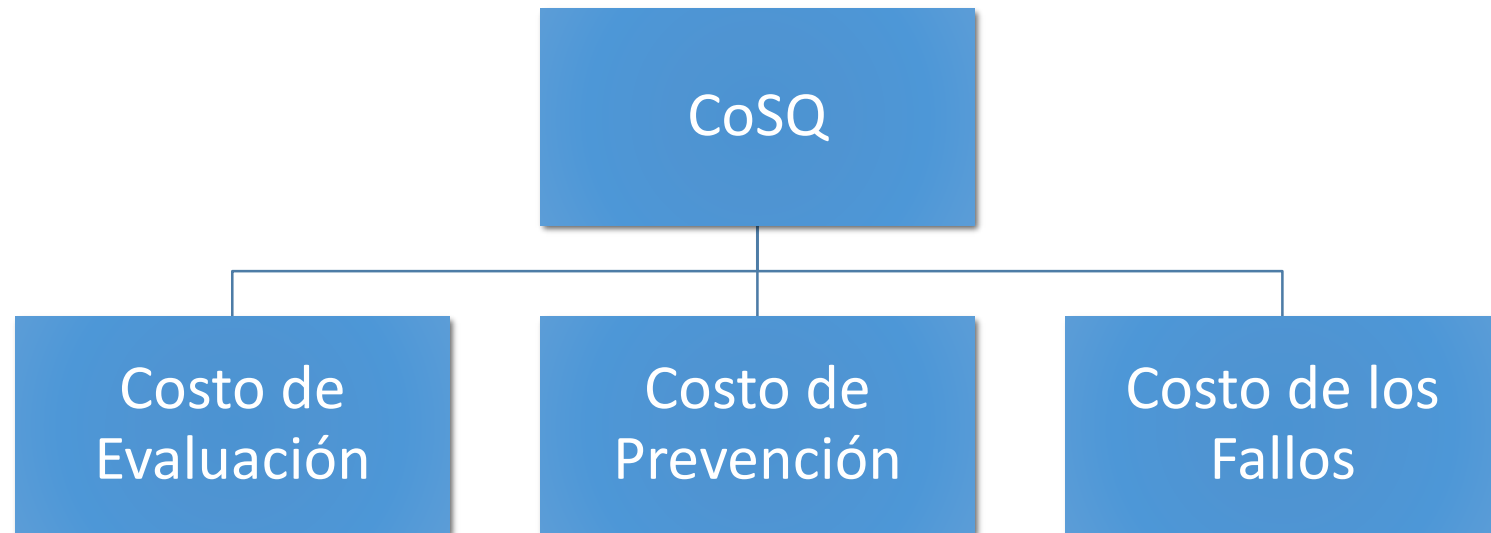 CoSQ
Costo de
Evaluación
Costo de
Prevención
Costo de los
Fallos